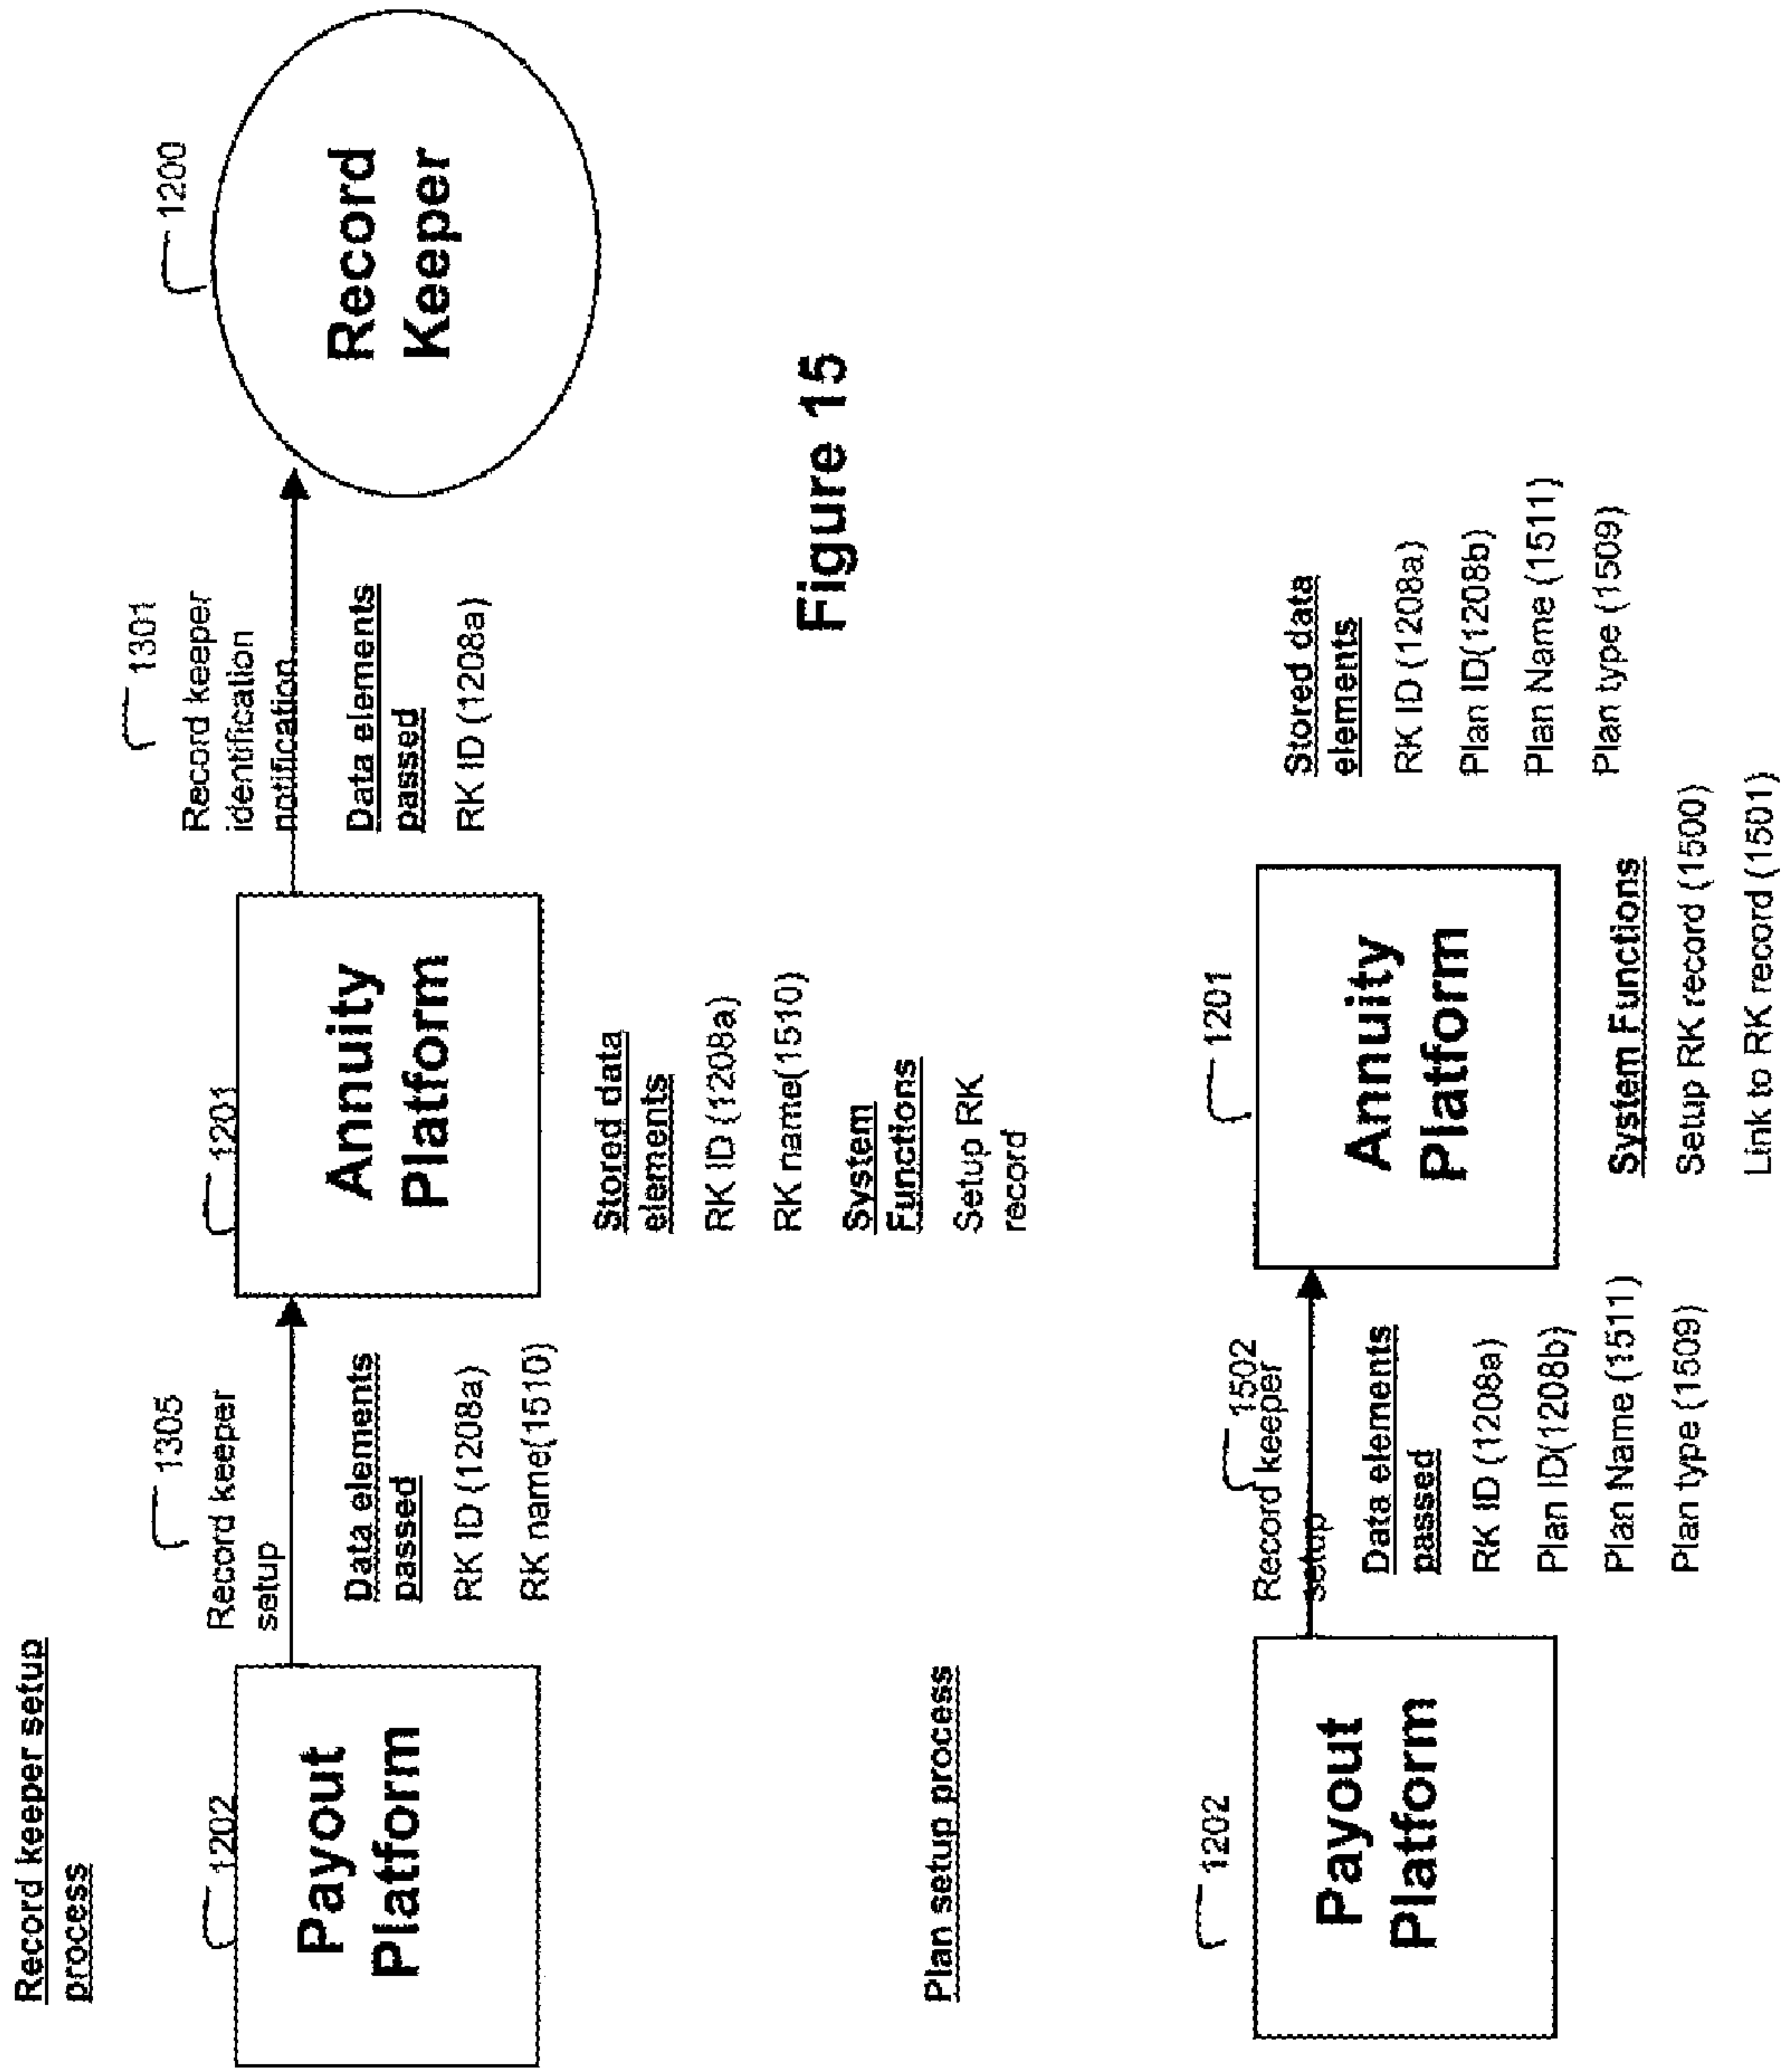 Record keeper setup
process
1202
Payout
Platform
1305
Record keeper
setup
Data elements
passed
RK ID (1208a)
RK name(1510)
1201
Annuity
Platform
Stored data
elements
RK ID (1208a)
RK name(1510)
System
Functions
Setup RK
record
1301
Record keeper
identification
notification
Data elements
passed
RK ID (1208a)
1200
Record
Keeper
Figure 15
Plan setup process
1202
Payout
Platform
1502
Record keeper
setup
Data elements
passed
RK ID (1208a)
Plan ID(1208b)
Plan Name (1511)
Plan type (1509)
1201
Annuity
Platform
System Functions
Setup RK record (1500)
Link to RK record (1501)
Stored data
elements
RK ID (1208a)
Plan ID(1208b)
Plan Name (1511)
Plan type (1509)